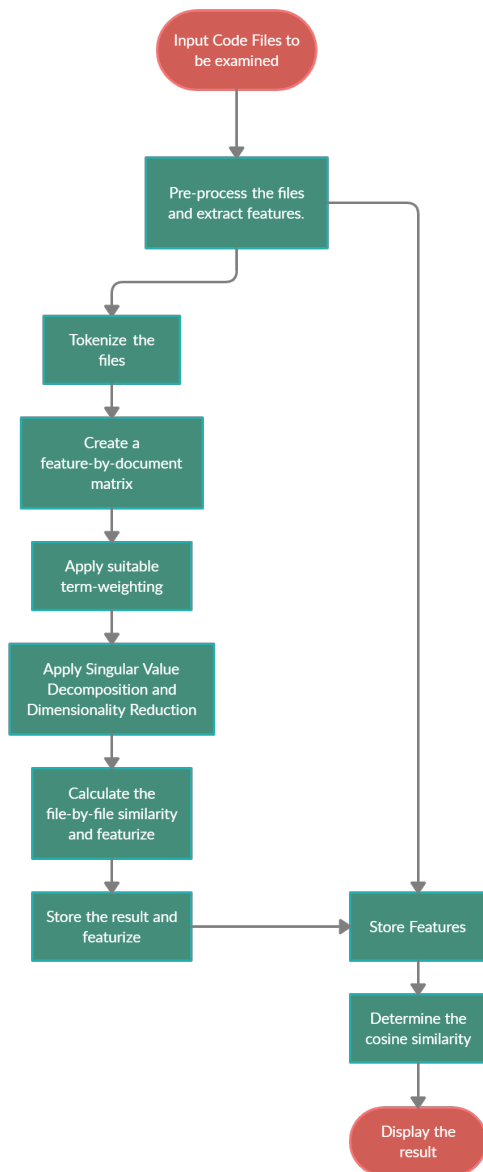 Input Code Files to
be examined
Pre-process the files
and extract features.
Tokenize the
files
Create a
feature-by-document
matrix
Apply suitable
term-weighting
Apply Singular Value
Decomposition and
Dimensionality Reduction
Calculate the
file-by-file similarity
and featurize
Store the result and
featurize
Store Features
Determine the
cosine similarity
Display the
result